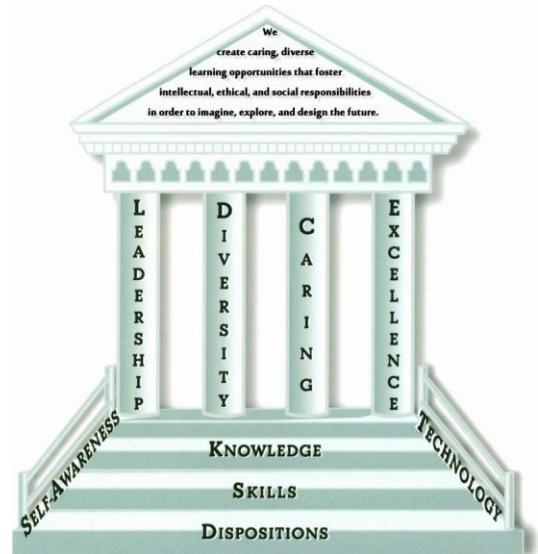 We
create caring, diverse
learning opportunities that foster
intellectual, ethical, and social responsibilities
in order to imagine, explore, and design the future.
LEADERSHIP
DIVERSITY
CARING
EXCELLENCE
SELF-AWARENESS
TECHNOLOGY
KNOWLEDGE
SKILLS
DISPOSITIONS